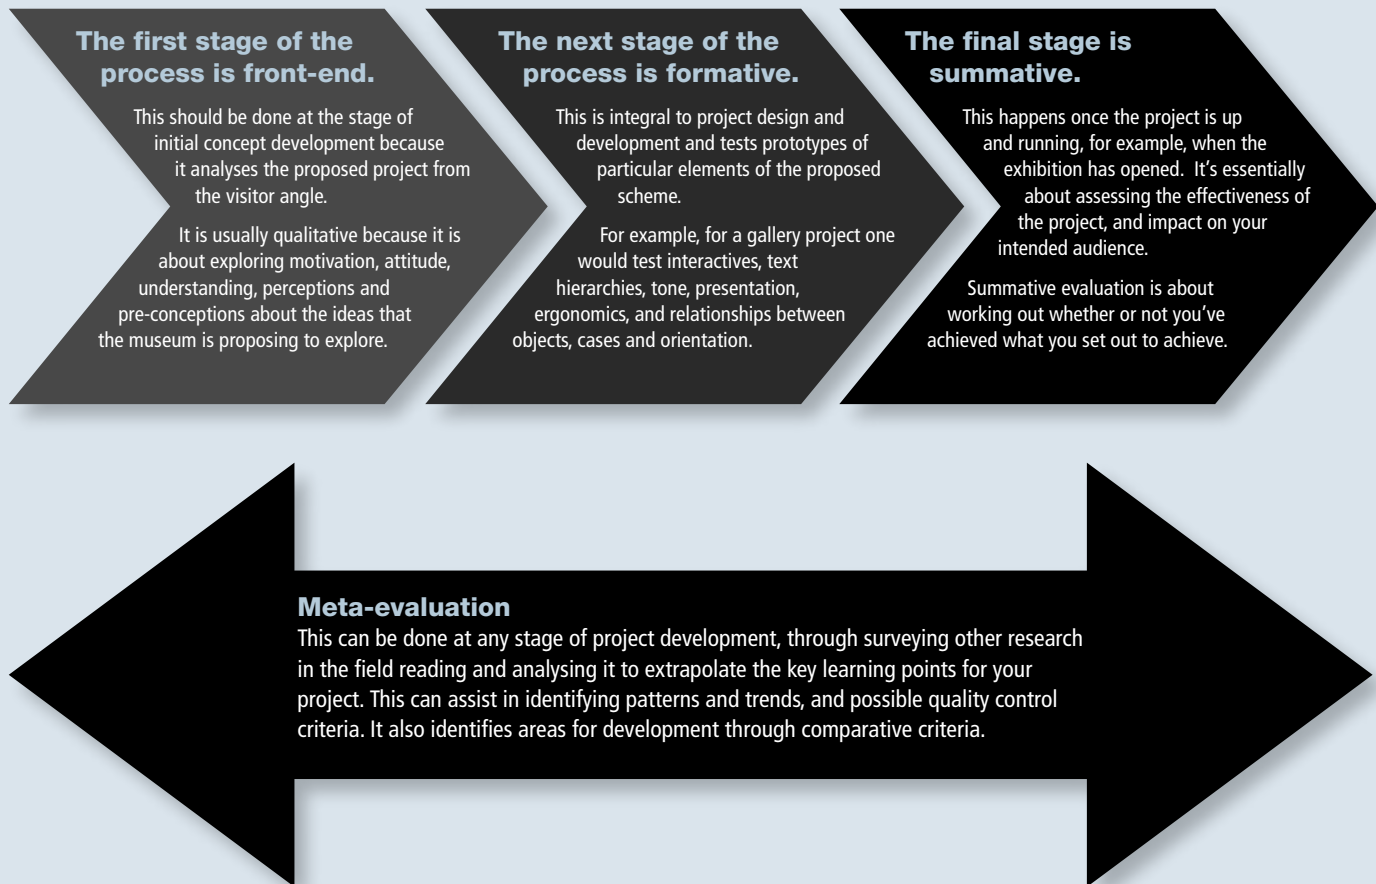 The first stage of the
process is front-end.
This should be done at the stage of
initial concept development because
it analyses the proposed project from
the visitor angle.
It is usually qualitative because it is
about exploring motivation, attitude,
understanding, perceptions and
pre-conceptions about the ideas that
the museum is proposing to explore.
The next stage of the
process is formative.
This is integral to project design and
development and tests prototypes of
particular elements of the proposed
scheme.
For example, for a gallery project one
would test interactives, text
hierarchies, tone, presentation,
ergonomics, and relationships between
objects, cases and orientation.
The final stage is
summative.
This happens once the project is up
and running, for example, when the
exhibition has opened.  It’s essentially
about assessing the effectiveness of
the project, and impact on your
intended audience.
Summative evaluation is about
working out whether or not you’ve
achieved what you set out to achieve.
Meta-evaluation
This can be done at any stage of project development, through surveying other research
in the field reading and analysing it to extrapolate the key learning points for your
project. This can assist in identifying patterns and trends, and possible quality control
criteria. It also identifies areas for development through comparative criteria.